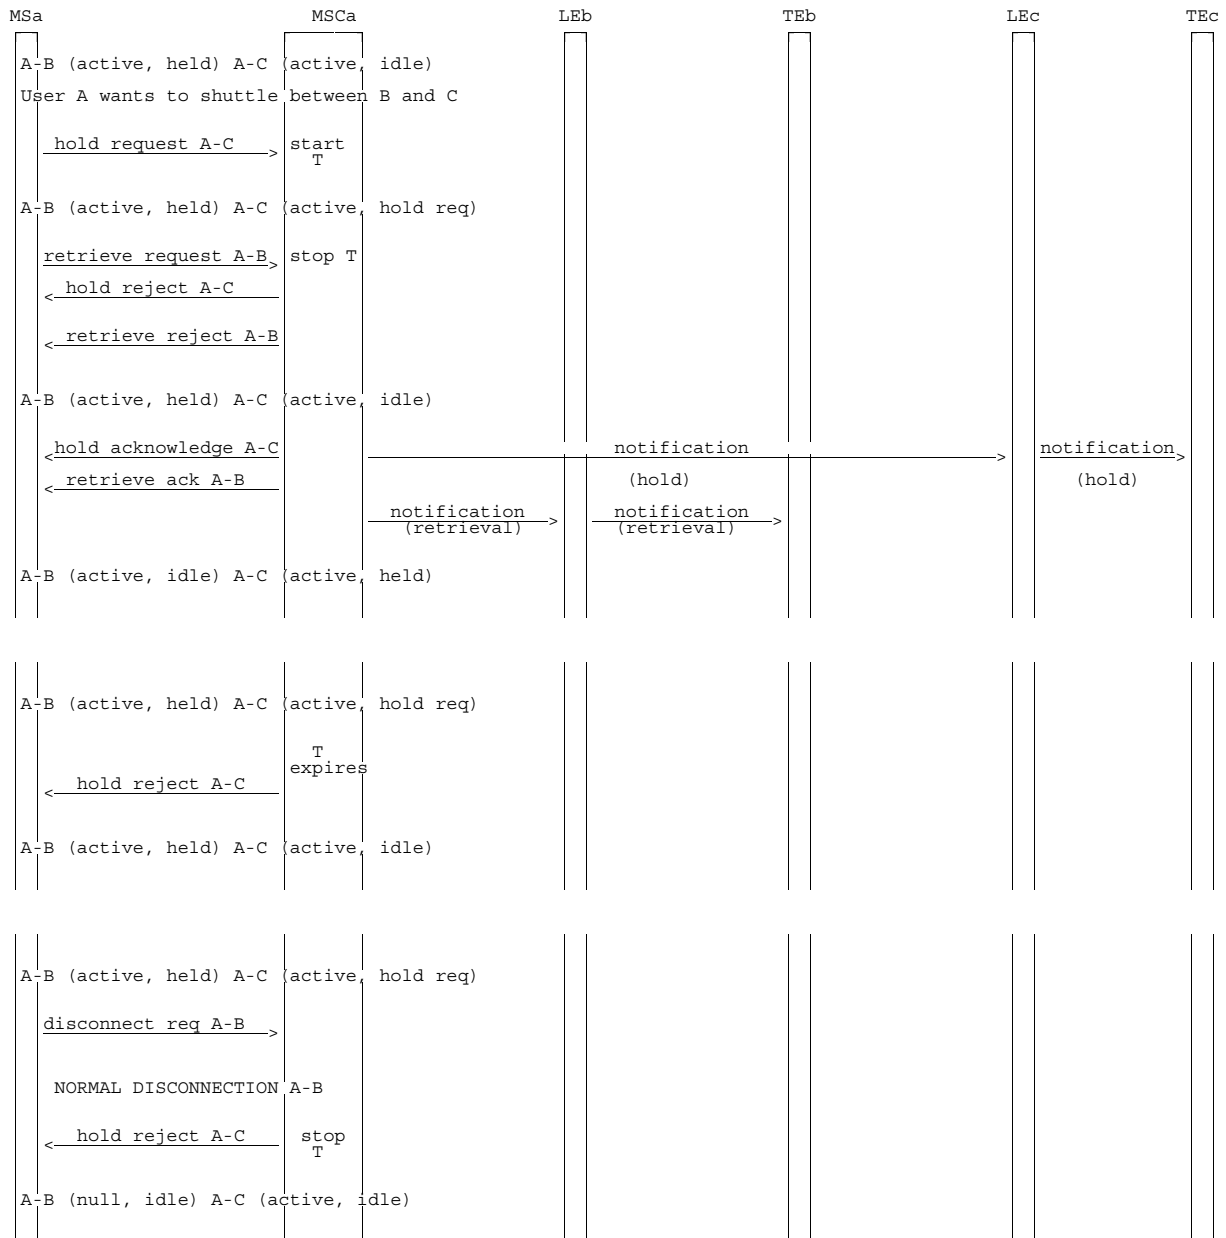 MSa MSCa LEb TEb LEc TEc
A-B (active, held) A-C (active, idle)
User A wants to shuttle between B and C
hold request A-C > start
T
A-B (active, held) A-C (active, hold req)
retrieve request A-B > stop T
< hold reject A-C
< retrieve reject A-B
A-B (active, held) A-C (active, idle)
< hold acknowledge A-C notification > notification >
< retrieve ack A-B (hold) (hold)
notification > notification >
(retrieval) (retrieval)
A-B (active, idle) A-C (active, held)
A-B (active, held) A-C (active, hold req)
T
expires
< hold reject A-C
A-B (active, held) A-C (active, idle)
A-B (active, held) A-C (active, hold req)
disconnect req A-B >
NORMAL DISCONNECTION A-B
< hold reject A-C stop
T
A-B (null, idle) A-C (active, idle)